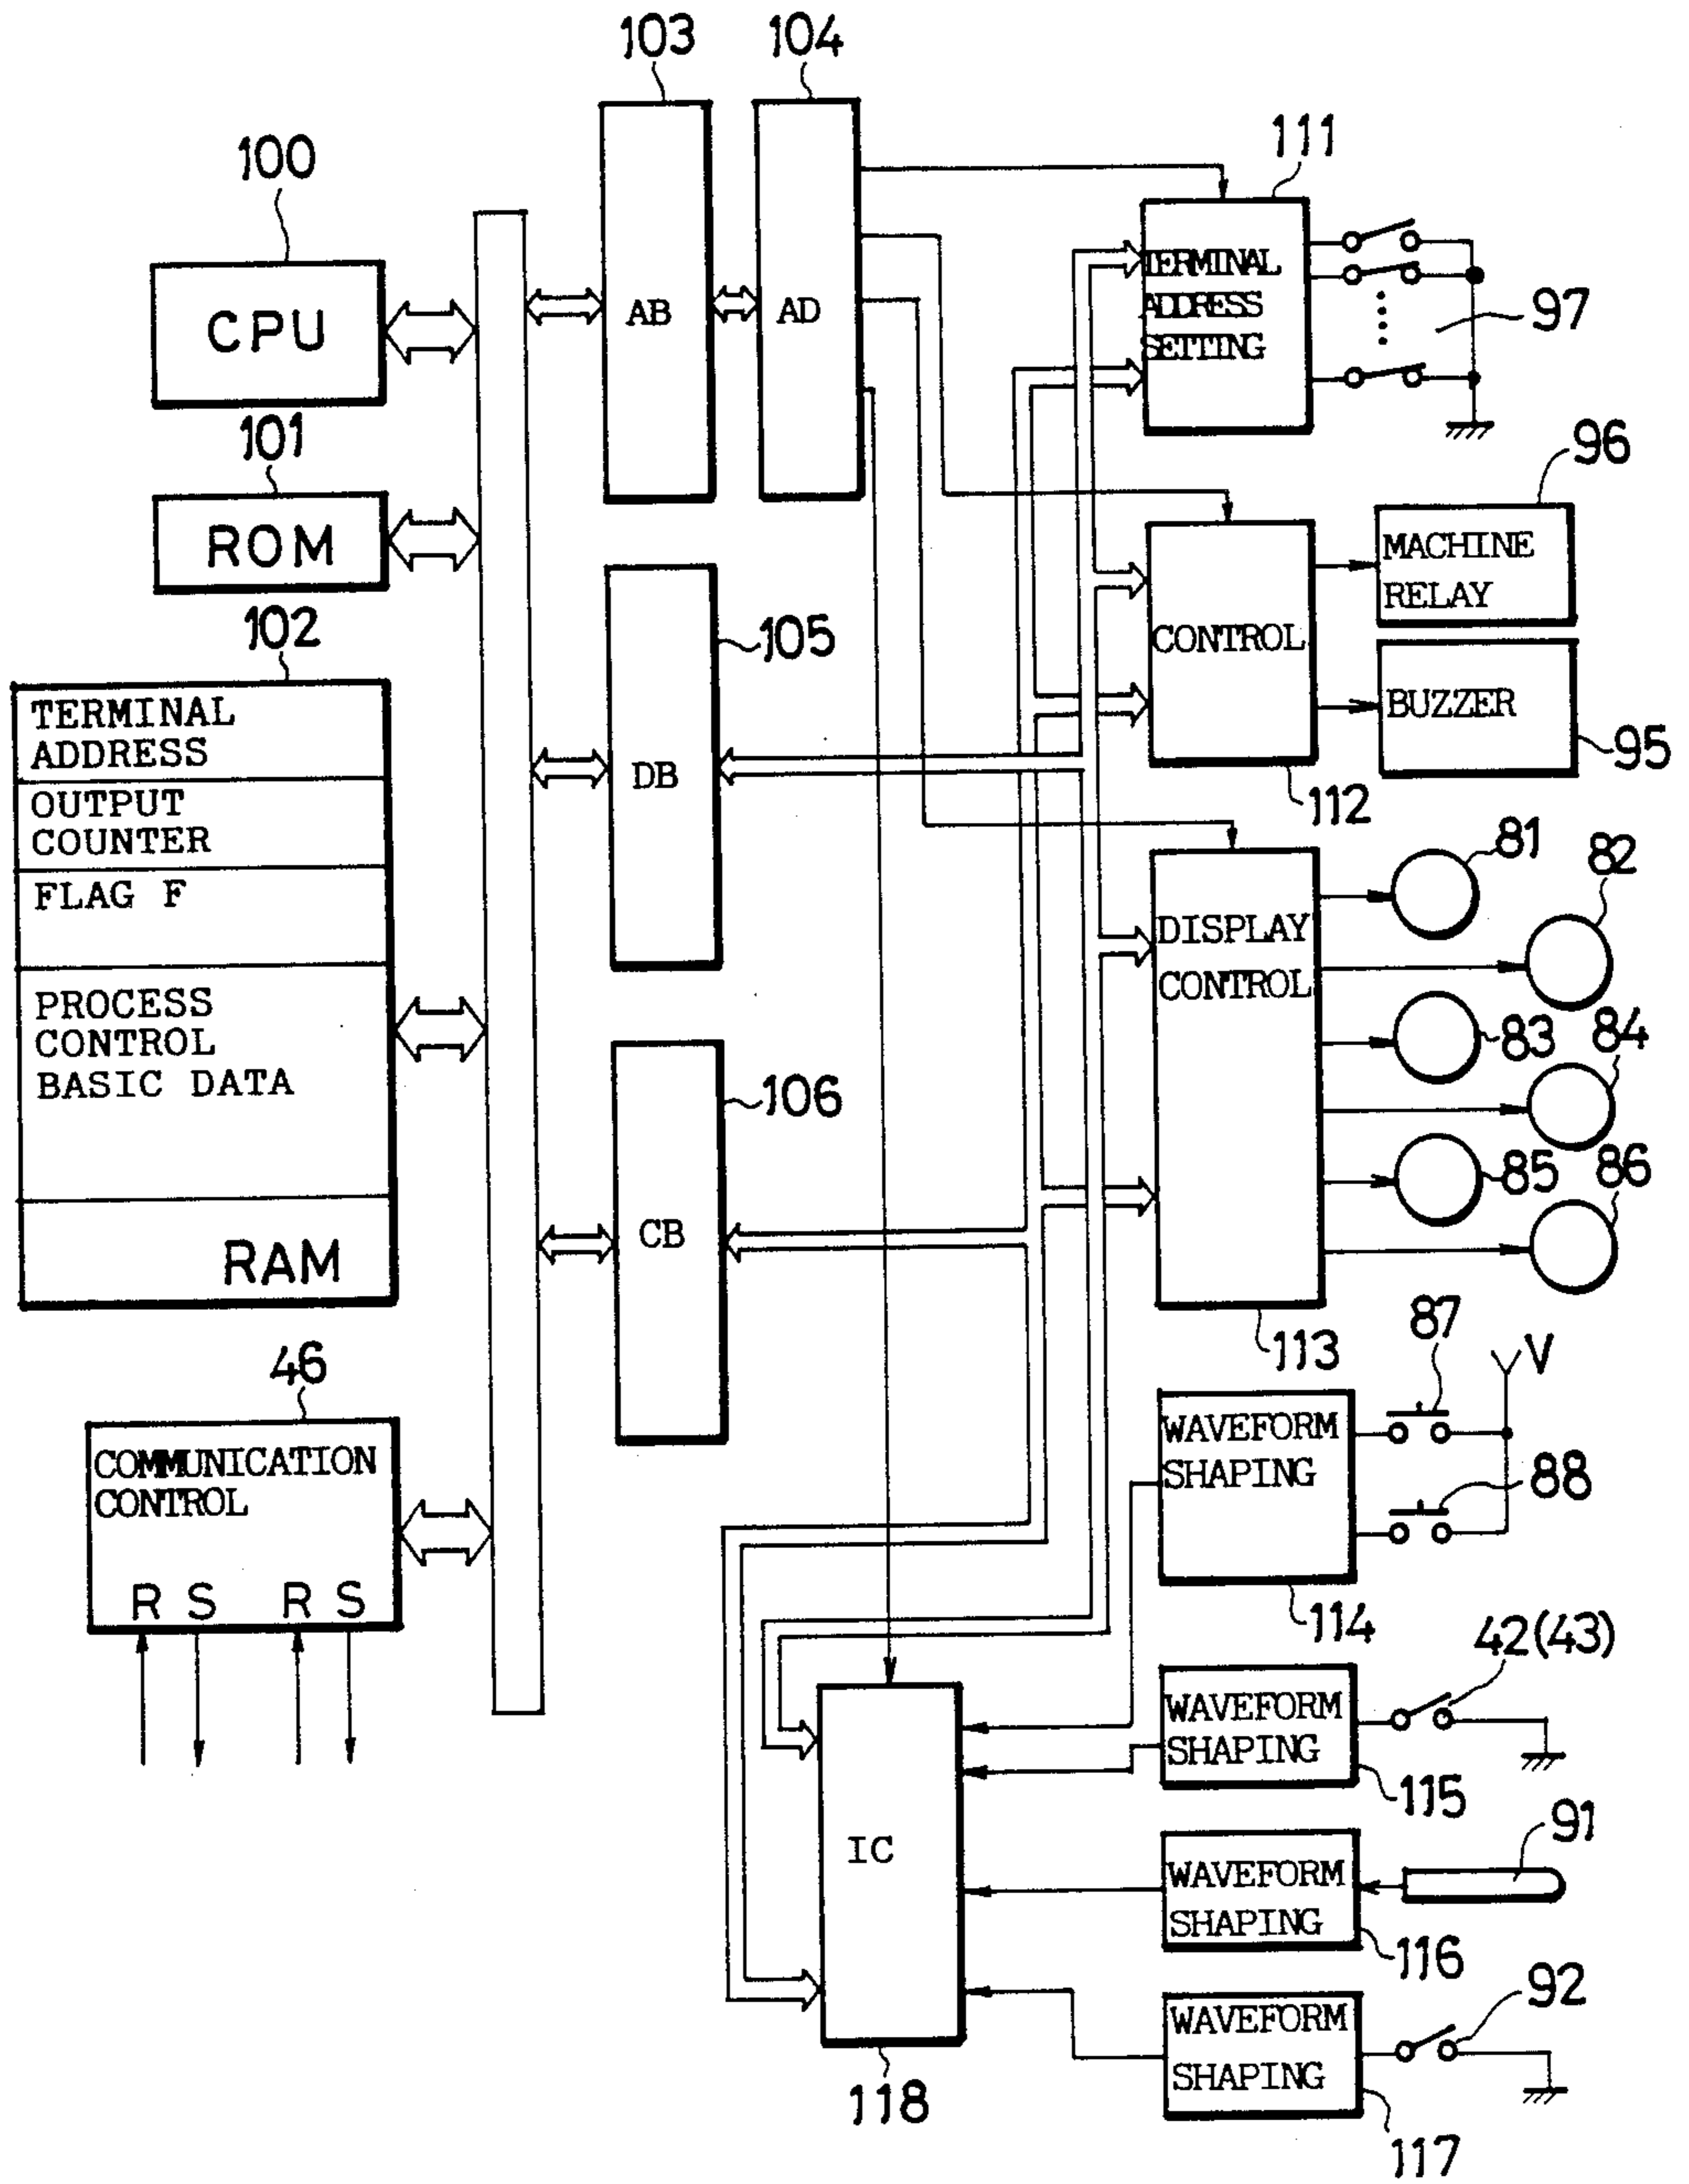 103
104
100
111
CPU
AB
AD
TERMINAL
ADDRESS
SETTING
97
101
ROM
96
MACHINE
RELAY
102
105
CONTROL
BUZZER
95
112
TERMINAL
ADDRESS
OUTPUT
COUNTER
FLAG F
PROCESS
CONTROL
BASIC DATA
RAM
DB
81
82
DISPLAY
CONTROL
83
84
85
86
106
CB
113
46
COMMUNICATION
CONTROL
R S R S
87
V
WAVEFORM
SHAPING
88
114
42(43)
WAVEFORM
SHAPING
115
IC
91
WAVEFORM
SHAPING
116
92
WAVEFORM
SHAPING
118
117